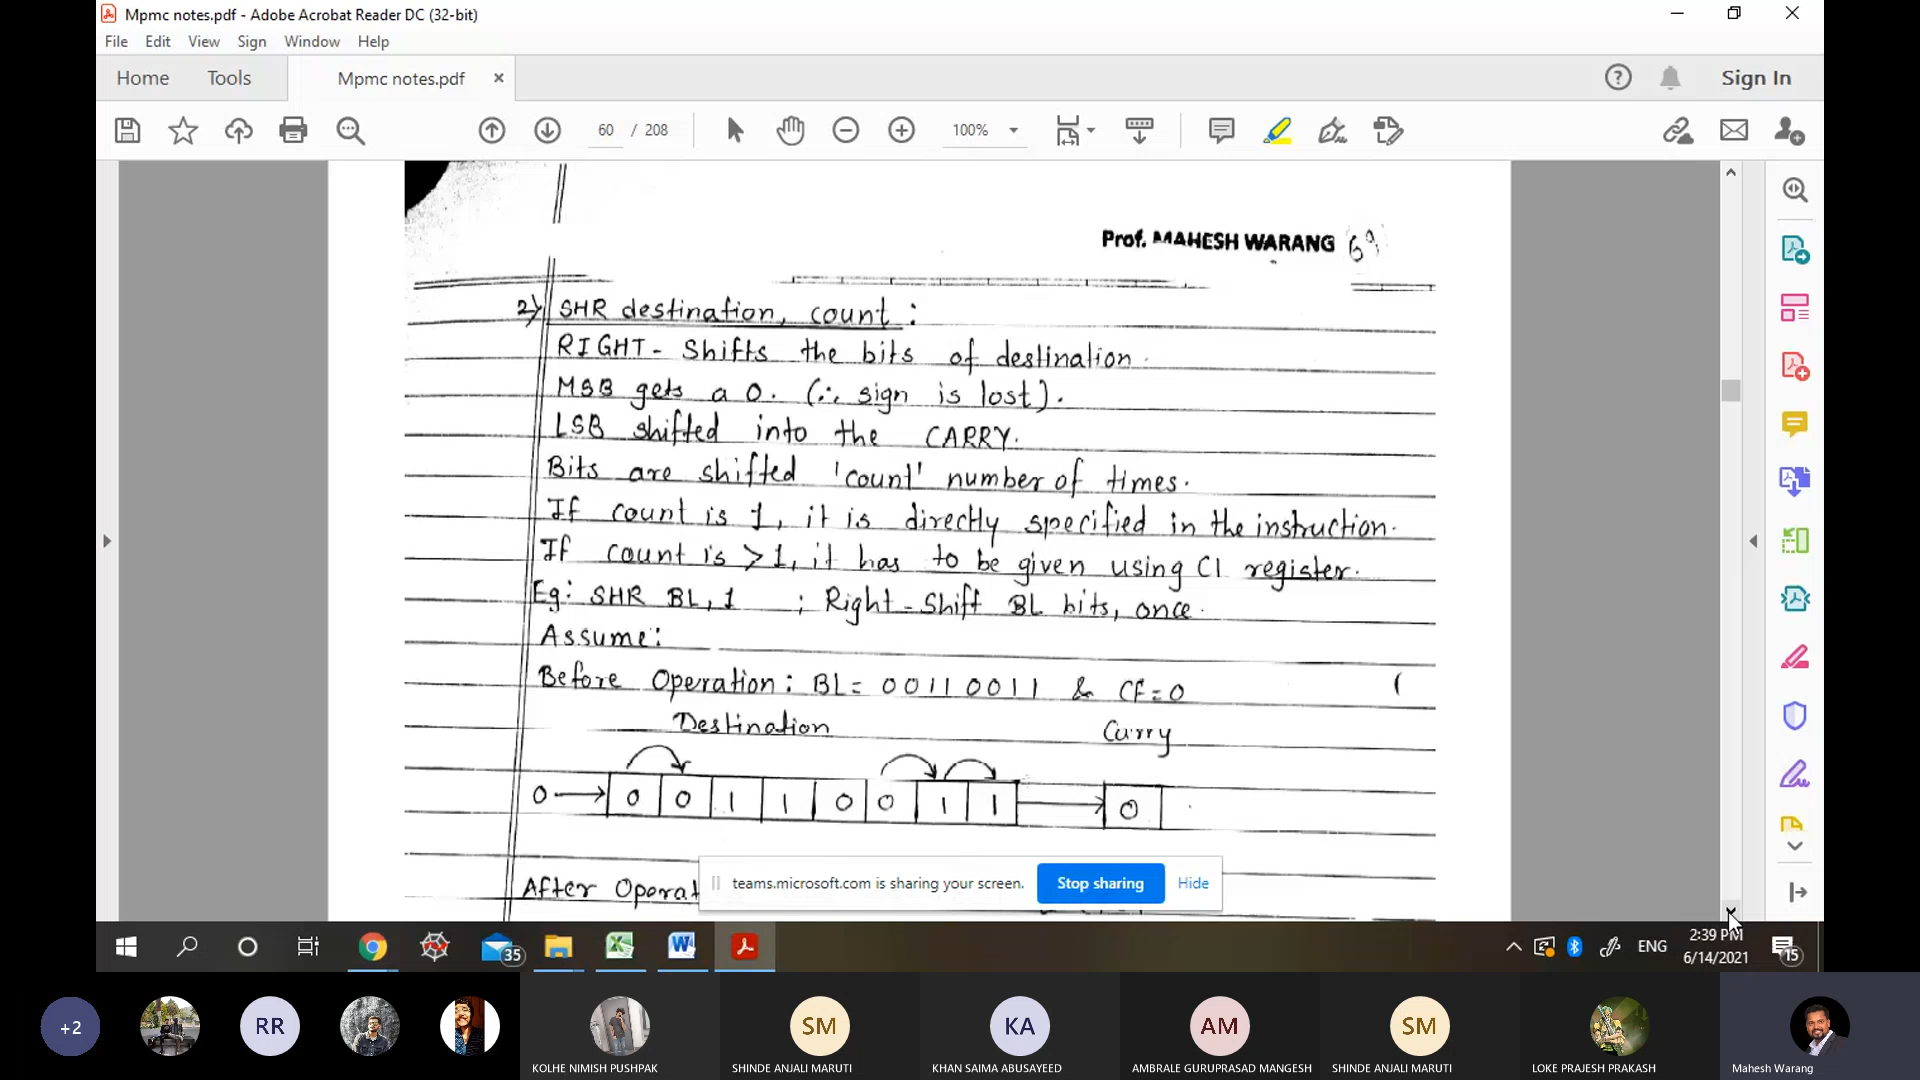 Mpmc notes.pdf - Adobe Acrobat Reader DC (32-bit)
File Edit View Sign Window Help
Home Tools Mpmc notes.pdf Sign In
60 / 208 100%
Prof. MAHESH WARANG 69
2) SHR destination, count :
RIGHT - Shifts the bits of destination.
MSB gets a 0. (∴ sign is lost).
LSB shifted into the CARRY.
Bits are shifted 'count' number of times.
If count is 1, it is directly specified in the instruction.
If count is > 1, it has to be given using Cl register.
Eg: SHR BL, 1 ; Right-Shift BL bits, once.
Assume:
Before Operation: BL = 00110011 & CF = 0
Destination Carry
0 → 0 0 1 1 0 0 1 1 → 0
After Operat
teams.microsoft.com is sharing your screen. Stop sharing Hide
35
ENG
2:39 PM
6/14/2021
15
+2 RR SM KA AM SM
KOLHE NIMISH PUSHPAK SHINDE ANJALI MARUTI KHAN SAIMA ABUSAYEED AMBRALE GURUPRASAD MANGESH SHINDE ANJALI MARUTI LOKE PRAJESH PRAKASH Mahesh Warang